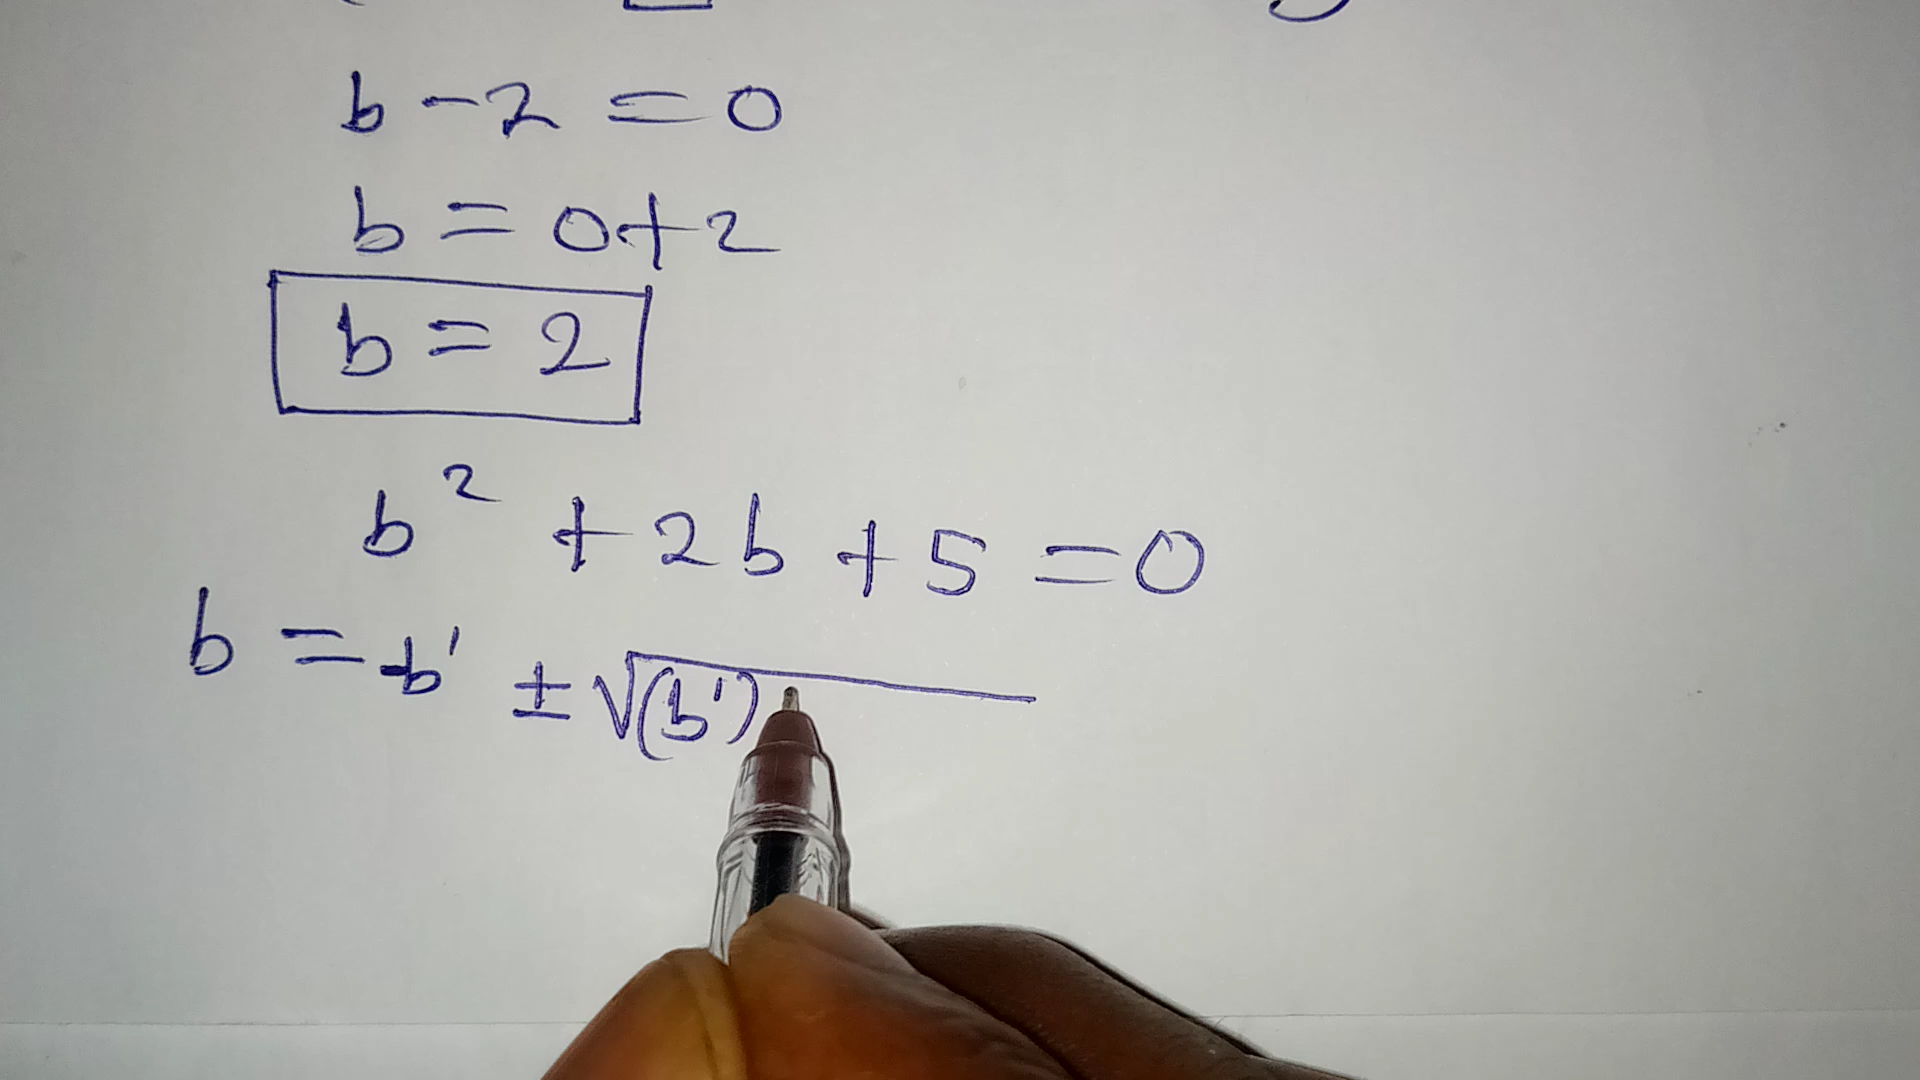 b - 2 = 0
b = 0+2
b = 2
b² + 2b + 5 = 0
b = -b' ± √(b')